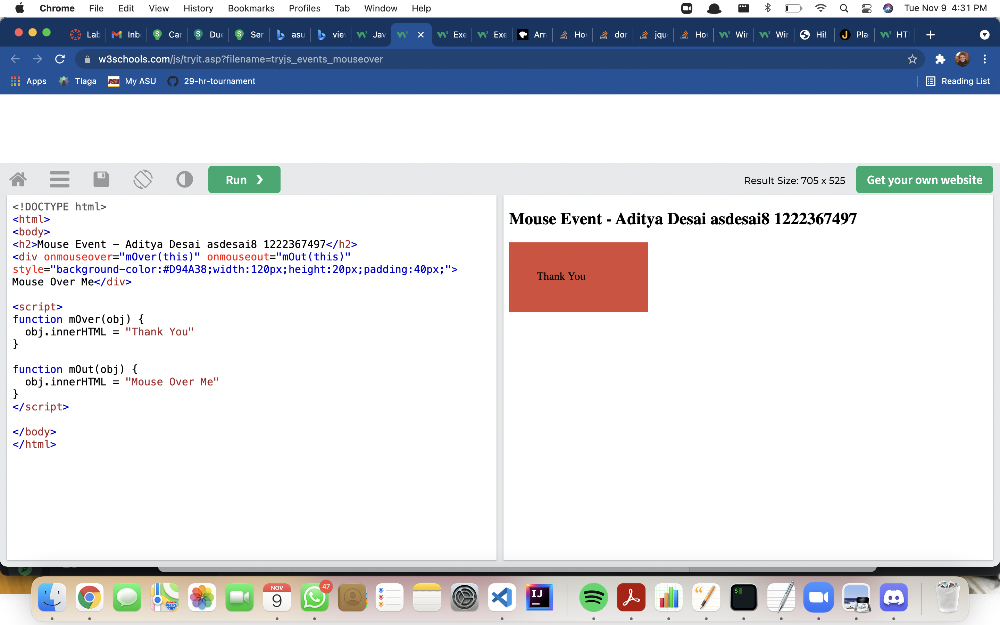 Chrome File Edit View History Bookmarks Profiles Tab Window Help Tue Nov 9 4:31 PM
Lab Inb Car Due Ser asu vie Jav Exe Exe Arr Ho dor jqu Ho Wir Wir Hi! Pla HT
w3schools.com/js/tryit.asp?filename=tryjs_events_mouseover
Apps Tlaga My ASU 29-hr-tournament Reading List
Run ❯ Result Size: 705 x 525 Get your own website
<!DOCTYPE html>
<html>
<body>
<h2>Mouse Event – Aditya Desai asdesai8 1222367497</h2>
<div onmouseover="mOver(this)" onmouseout="mOut(this)"
style="background-color:#D94A38;width:120px;height:20px;padding:40px;">
Mouse Over Me</div>
<script>
function mOver(obj) {
obj.innerHTML = "Thank You"
}
function mOut(obj) {
obj.innerHTML = "Mouse Over Me"
}
</script>
</body>
</html>
Mouse Event - Aditya Desai asdesai8 1222367497
Thank You
NOV
9
47
280
IJ
$